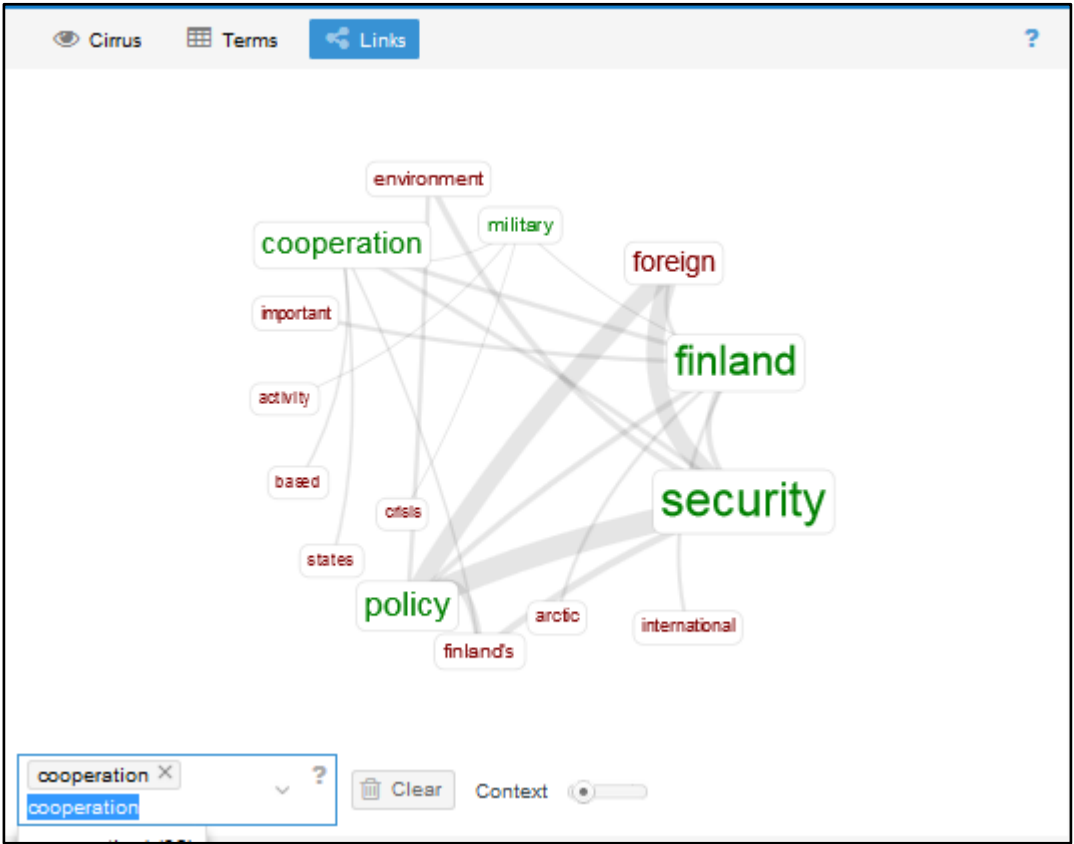 Cirrus Terms Links ?
environment
military
cooperation
foreign
important
finland
activity
based
security
crisis
states
policy
arctic
international
finland's
cooperation × ?
cooperation
Clear Context